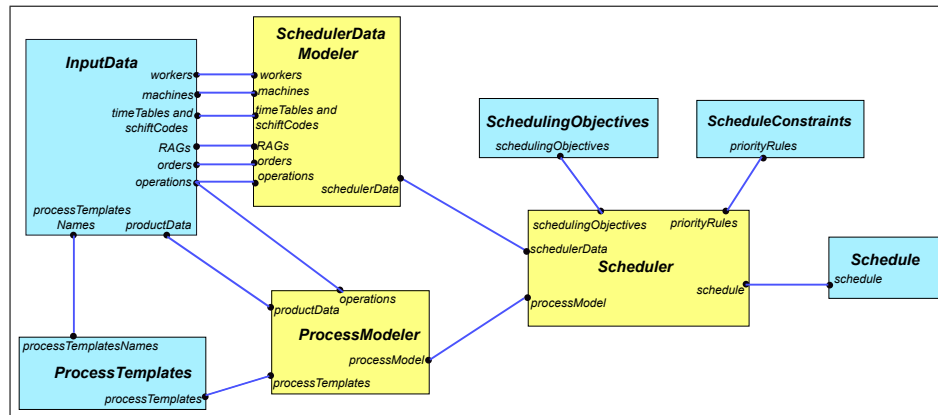 InputData
workers
machines
timeTables and
schiftCodes
RAGs
orders
operations
processTemplates
Names
productData
SchedulerData
Modeler
workers
machines
timeTables and
schiftCodes
RAGs
orders
operations
schedulerData
SchedulingObjectives
schedulingObjectives
ScheduleConstraints
priorityRules
schedulingObjectives
priorityRules
schedulerData
Scheduler
schedule
processModel
Schedule
schedule
operations
productData
ProcessModeler
processModel
processTemplates
processTemplatesNames
ProcessTemplates
processTemplates